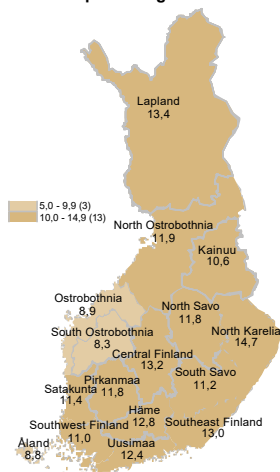 Lapland
13,4
5,0 - 9,9 (3)
10,0 - 14,9 (13)
North Ostrobothnia
11,9
Kainuu
10,6
Ostrobothnia
8,9
North Savo
11,8
South Ostrobothnia
8,3
North Karelia
14,7
Central Finland
13,2
South Savo
11,2
Pirkanmaa
11,8
Satakunta
11,4
Häme
12,8
Southwest Finland
11,0
Southeast Finland
13,0
Åland
8,8
Uusimaa
12,4